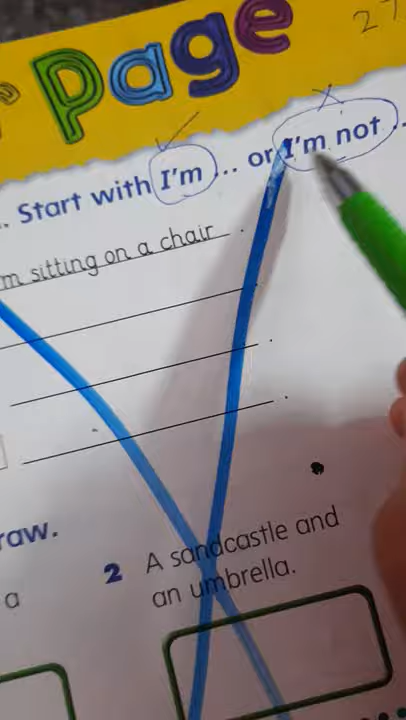 page
27
... Start with I'm ... or I'm not ...
m sitting on a chair .
.
.
raw.
2 A sandcastle and
an umbrella.
a